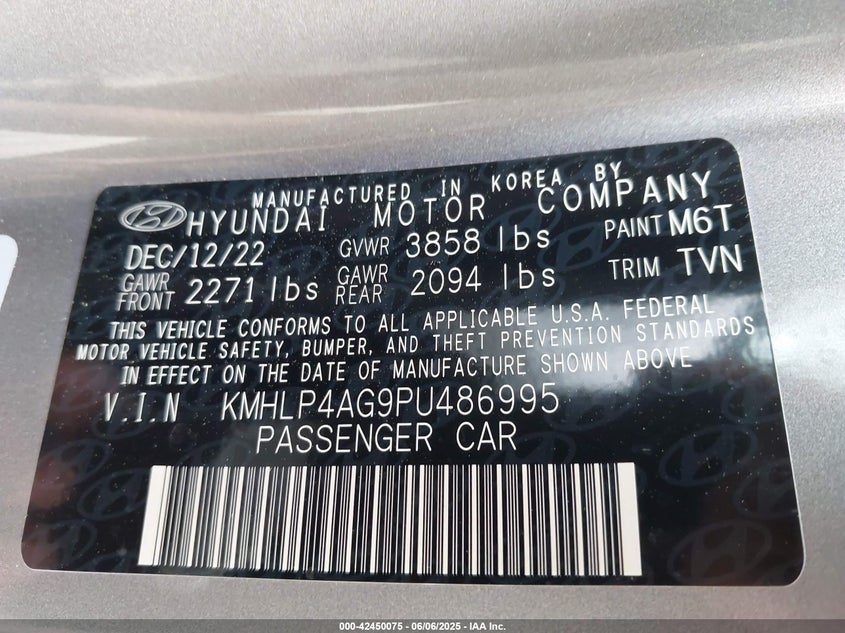 MANUFACTURED IN KOREA BY
HYUNDAI MOTOR COMPANY
DEC/12/22 GVWR 3858 lbs PAINT M6T
GAWR FRONT 2271 lbs GAWR REAR 2094 lbs TRIM TVN
THIS VEHICLE CONFORMS TO ALL APPLICABLE U.S.A. FEDERAL
MOTOR VEHICLE SAFETY, BUMPER, AND THEFT PREVENTION STANDARDS
IN EFFECT ON THE DATE OF MANUFACTURE SHOWN ABOVE
V.I.N KMHLP4AG9PU486995
PASSENGER CAR
000-42450075 - 06/06/2025 - IAA Inc.